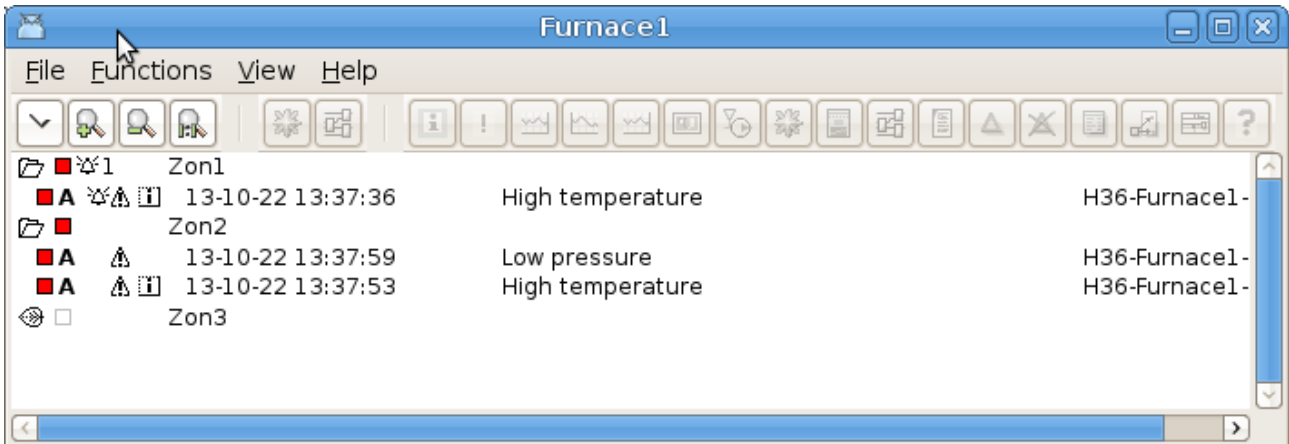 Furnace1
File Functions View Help
1 Zon1
A 13-10-22 13:37:36 High temperature H36-Furnace1-
Zon2
A 13-10-22 13:37:59 Low pressure H36-Furnace1-
A 13-10-22 13:37:53 High temperature H36-Furnace1-
Zon3